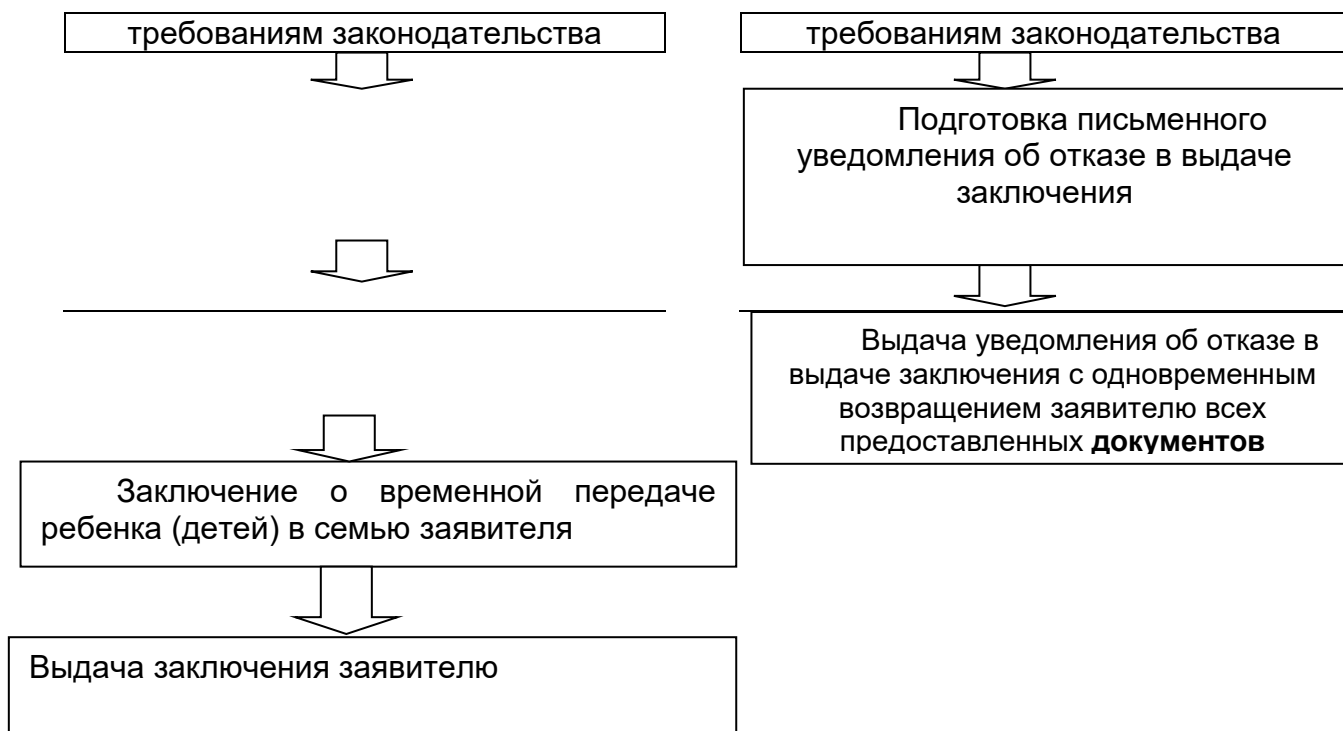 требованиям законодательства
требованиям законодательства
Подготовка письменного
уведомления об отказе в выдаче
заключения
Выдача уведомления об отказе в
выдаче заключения с одновременным
возвращением заявителю всех
предоставленных документов
Заключение о временной передаче
ребенка (детей) в семью заявителя
Выдача заключения заявителю